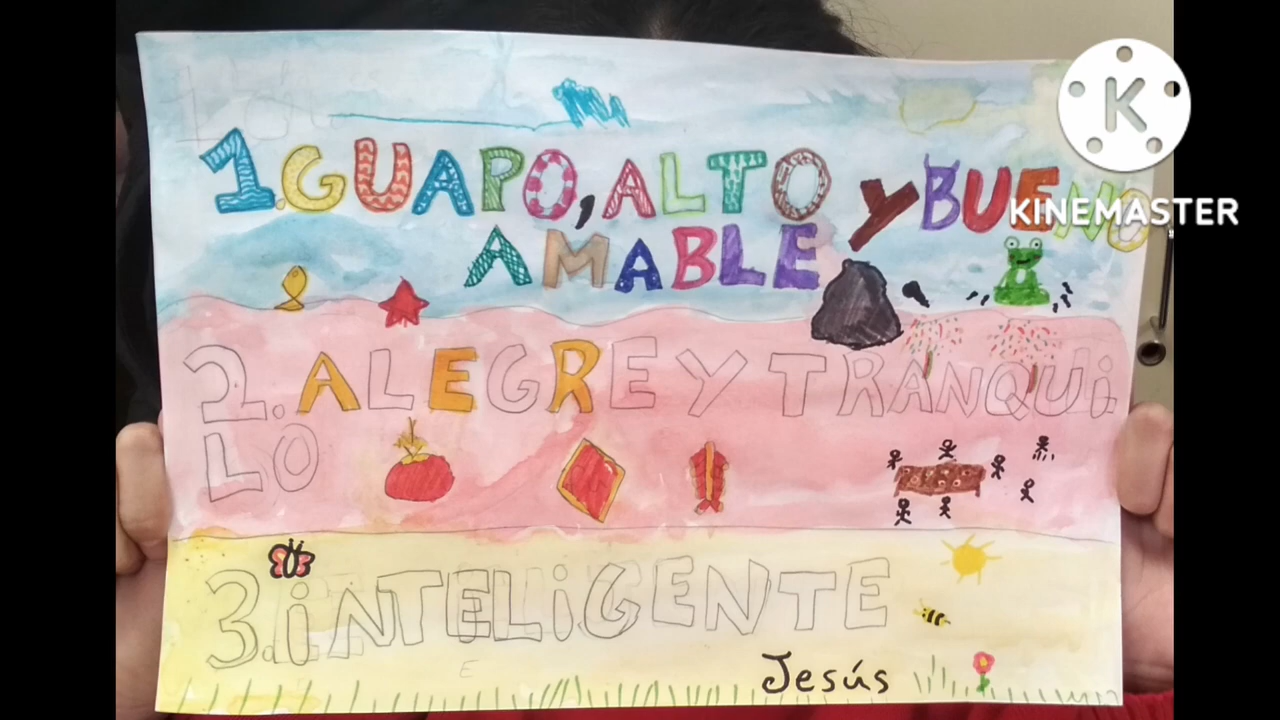 1.GUAPO, ALTO Y BUENO
AMABLE
2.ALEGRE Y TRANQUi
LO
3.iNTELiGENTE
E
Jesús
K
KINEMASTER